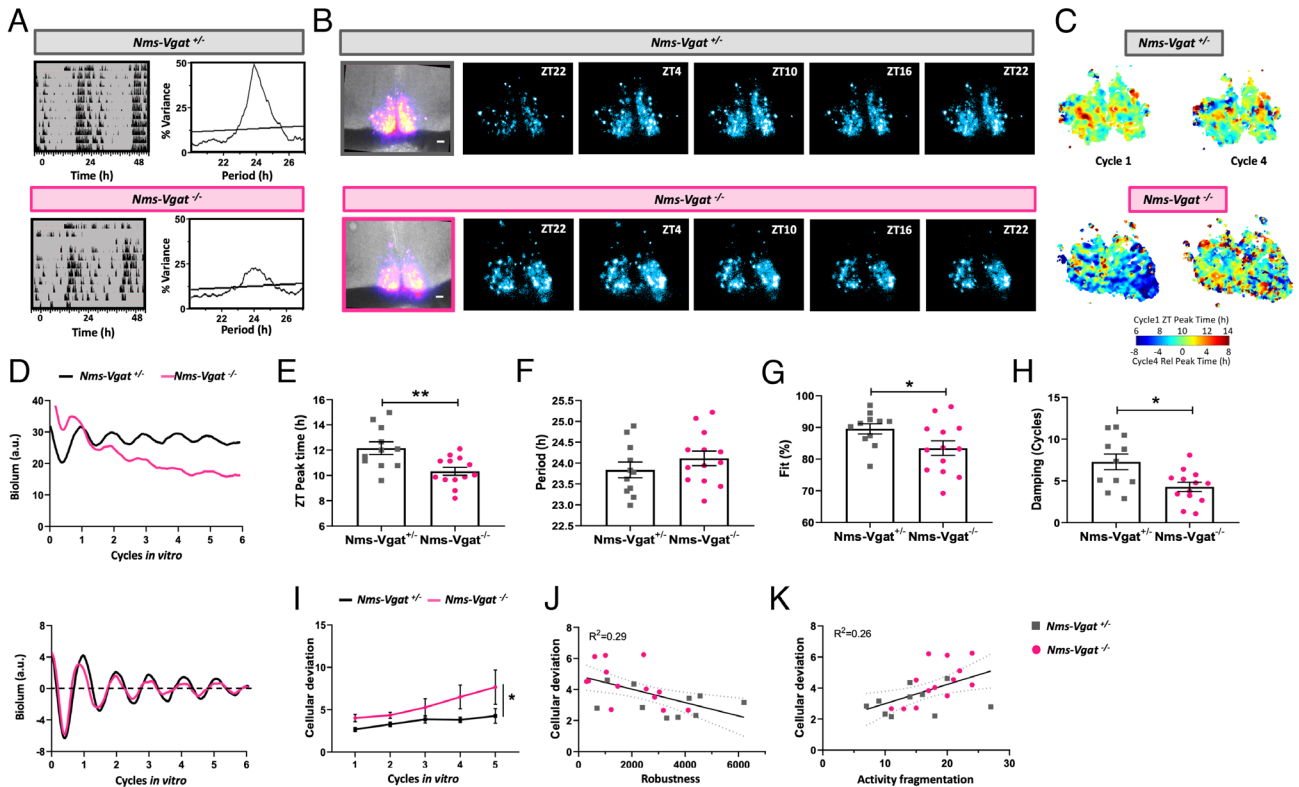 A
Nms-Vgat +/-
50
25
0
% Variance
0 24 48
Time (h)
22 24 26
Period (h)
Nms-Vgat -/-
50
25
0
% Variance
0 24 48
Time (h)
22 24 26
Period (h)
B
Nms-Vgat +/-
ZT22 ZT4 ZT10 ZT16 ZT22
Nms-Vgat -/-
ZT22 ZT4 ZT10 ZT16 ZT22
C
Nms-Vgat +/-
Cycle 1 Cycle 4
Nms-Vgat -/-
Cycle1 ZT Peak Time (h)
6 8 10 12 14
-8 -4 0 4 8
Cycle4 Rel Peak Time (h)
D
Nms-Vgat +/- Nms-Vgat -/-
40
30
20
10
0
Biolum (a.u.)
0 1 2 3 4 5 6
Cycles in vitro
8
4
0
-4
-8
Biolum (a.u.)
0 1 2 3 4 5 6
Cycles in vitro
E
**
16
14
12
10
8
6
ZT Peak time (h)
Nms-Vgat+/- Nms-Vgat-/-
F
25.5
25.0
24.5
24.0
23.5
23.0
22.5
Period (h)
Nms-Vgat+/- Nms-Vgat-/-
G
*
100
90
80
70
60
Fit (%)
Nms-Vgat+/- Nms-Vgat-/-
H
*
15
10
5
0
Damping (Cycles)
Nms-Vgat+/- Nms-Vgat-/-
I
Nms-Vgat +/- Nms-Vgat -/-
15
10
5
0
Cellular deviation
*
1 2 3 4 5
Cycles in vitro
J
R2=0.29
8
6
4
2
0
Cellular deviation
0 2000 4000 6000
Robustness
K
R2=0.26
8
6
4
2
0
Cellular deviation
0 10 20 30
Activity fragmentation
Nms-Vgat +/-
Nms-Vgat -/-